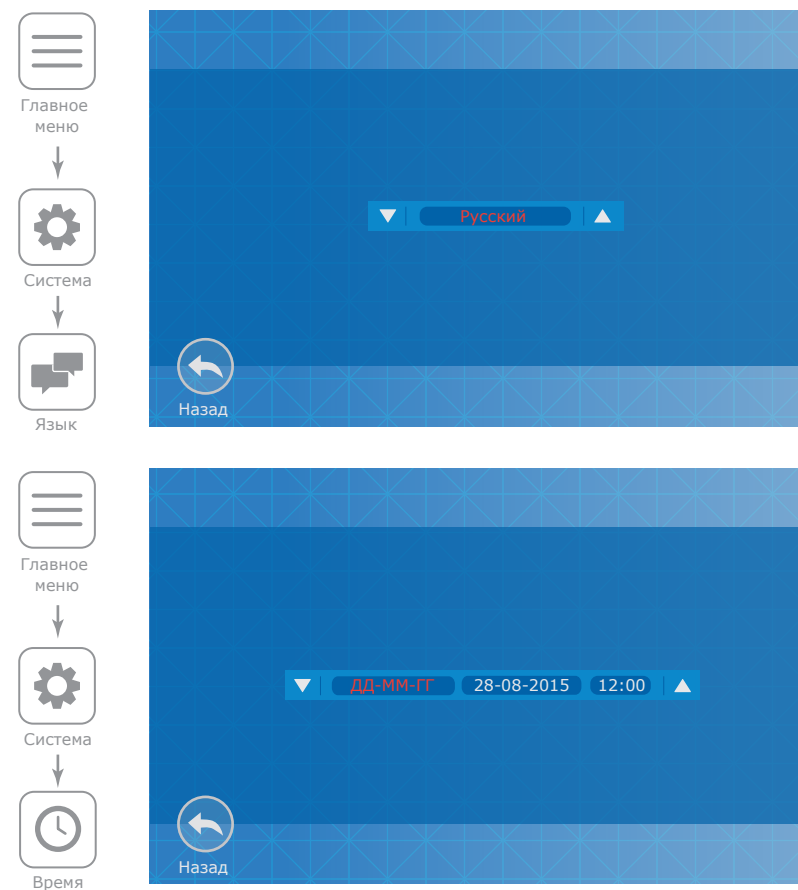 Главное
меню
Система
Язык
Русский
Назад
Главное
меню
Система
Время
ДД-ММ-ГГ 28-08-2015 12:00
Назад